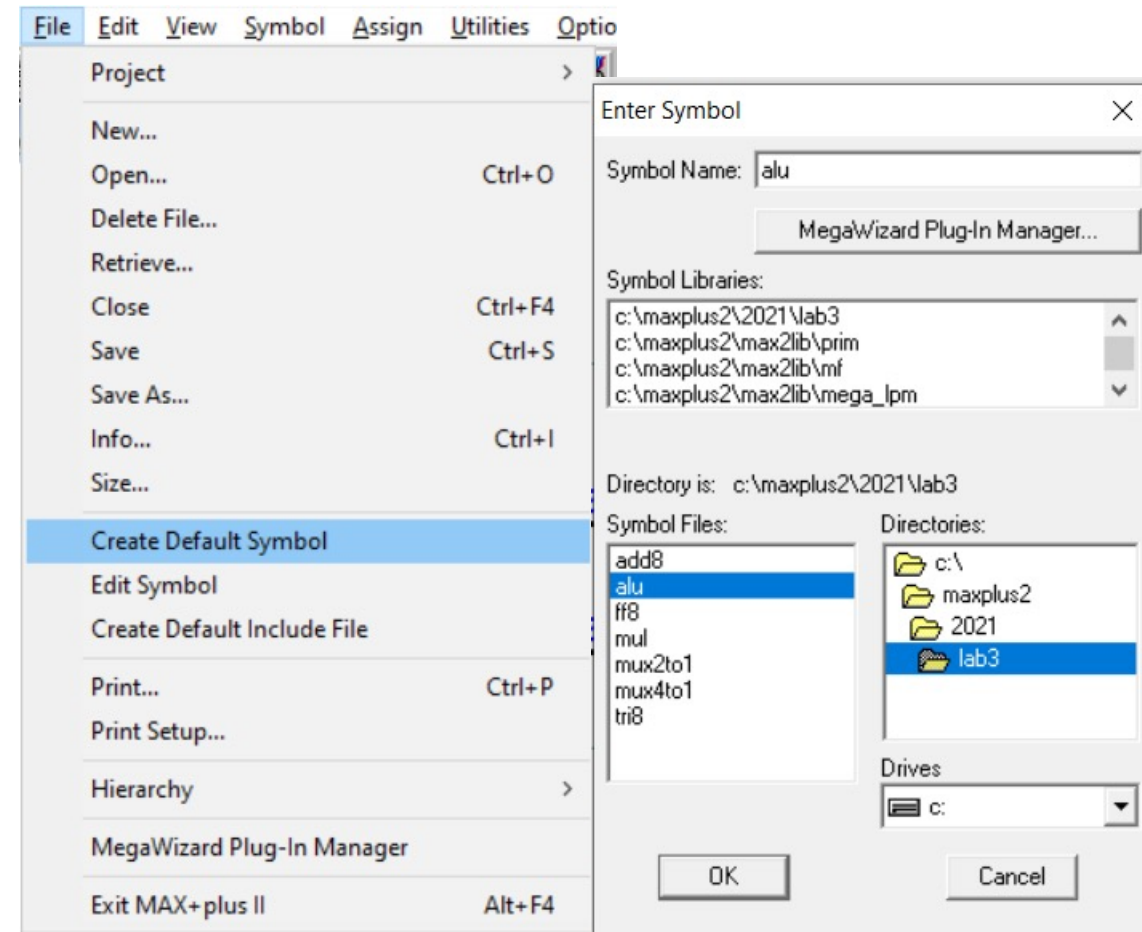 File Edit View Symbol Assign Utilities Optio
Project
New...
Open... Ctrl+O
Delete File...
Retrieve...
Close Ctrl+F4
Save Ctrl+S
Save As...
Info... Ctrl+I
Size...
Create Default Symbol
Edit Symbol
Create Default Include File
Print... Ctrl+P
Print Setup...
Hierarchy
MegaWizard Plug-In Manager
Exit MAX+plus II Alt+F4
Enter Symbol
Symbol Name: alu
MegaWizard Plug-In Manager...
Symbol Libraries:
c:\maxplus2\2021\lab3
c:\maxplus2\max2lib\prim
c:\maxplus2\max2lib\mf
c:\maxplus2\max2lib\mega_lpm
Directory is: c:\maxplus2\2021\lab3
Symbol Files:
add8
alu
ff8
mul
mux2to1
mux4to1
tri8
Directories:
c:\
maxplus2
2021
lab3
Drives
c:
OK Cancel